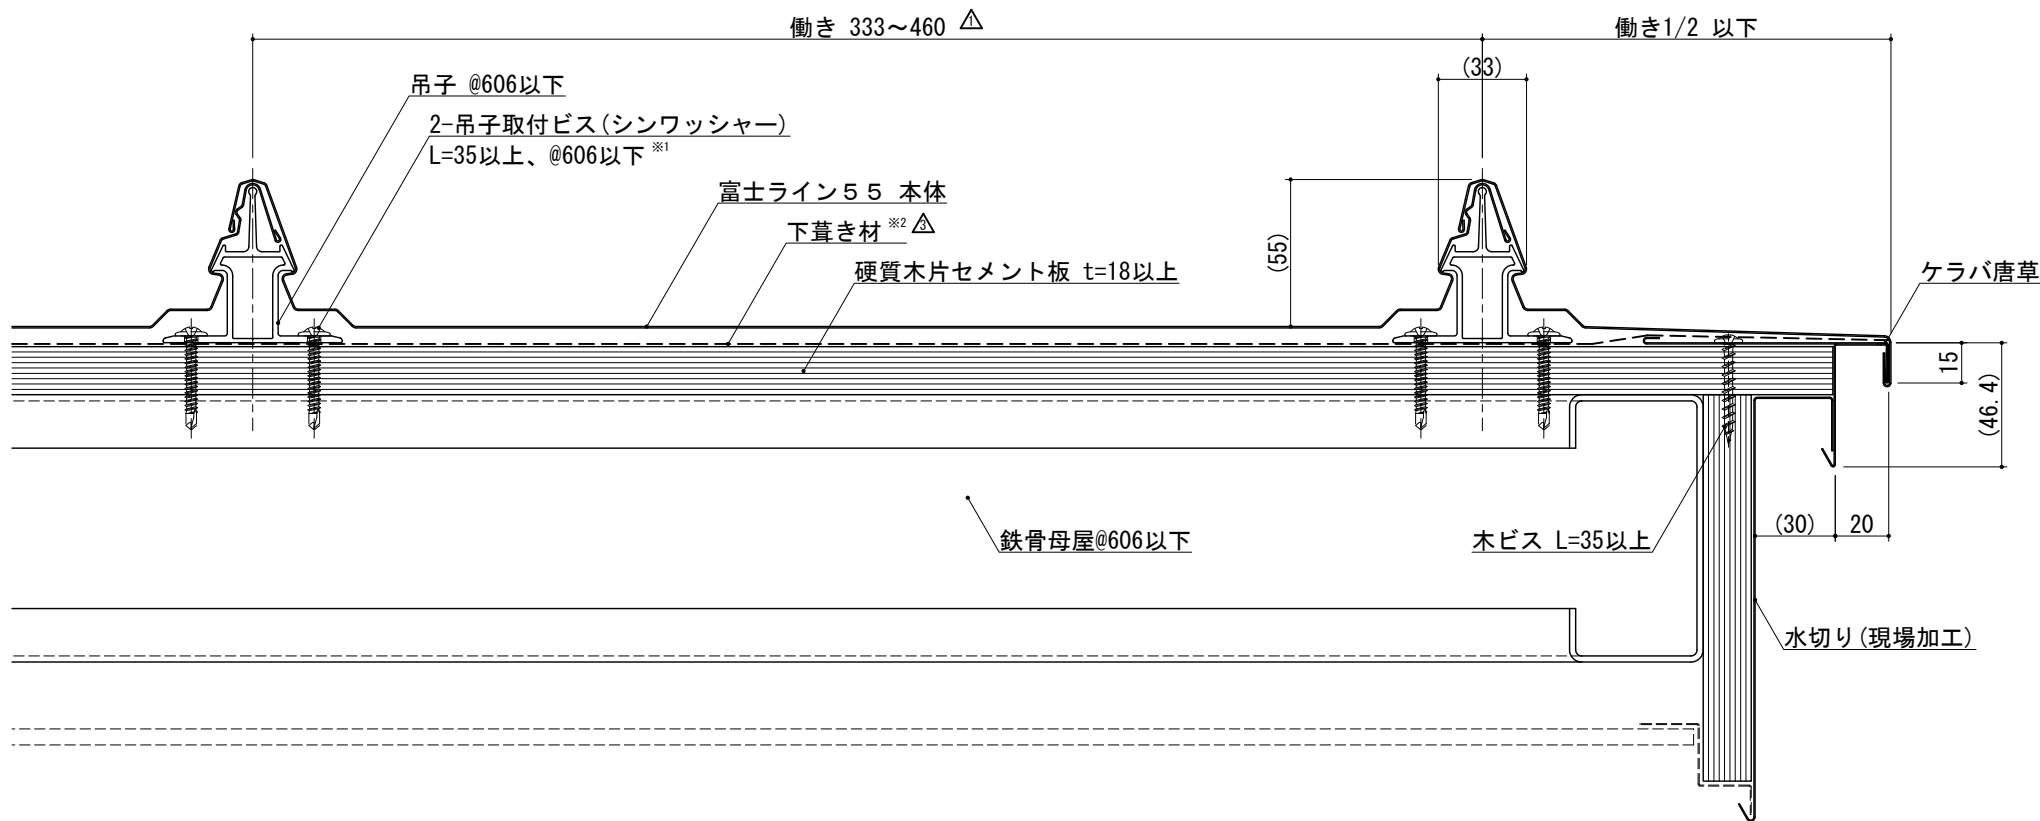 働き 333～460 1
働き1/2 以下
(33)
吊子 @606以下
2-吊子取付ビス(シンワッシャー)
L=35以上、@606以下 ※1
富士ライン５５ 本体
下葺き材 ※2 3
硬質木片セメント板 t=18以上
(55)
ケラバ唐草
15
(46.4)
鉄骨母屋@606以下
木ビス L=35以上
(30)
20
水切り(現場加工)